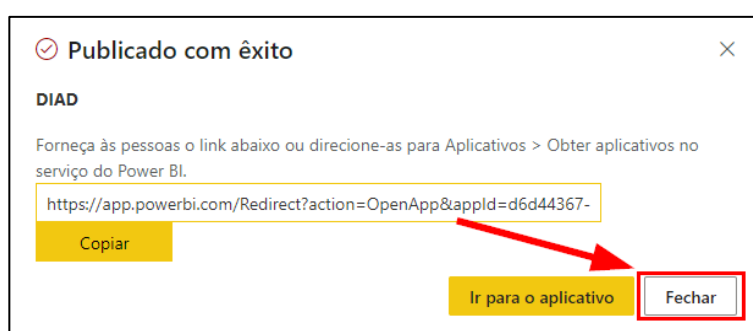 Publicado com êxito
DIAD
Forneça às pessoas o link abaixo ou direcione-as para Aplicativos > Obter aplicativos no
serviço do Power BI.
https://app.powerbi.com/Redirect?action=OpenApp&appId=d6d44367-
Copiar
Ir para o aplicativo
Fechar